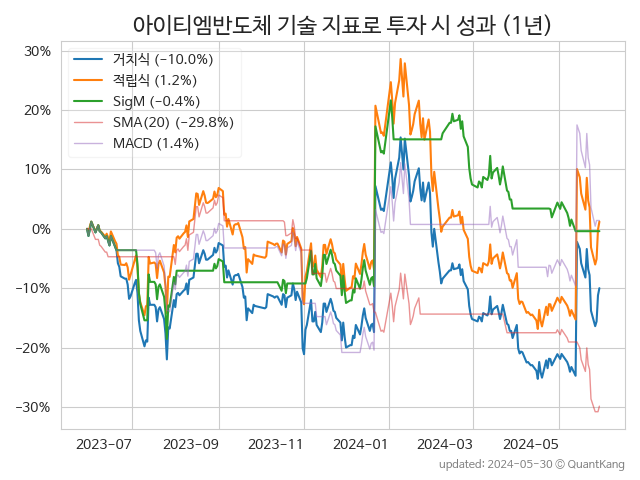 아이티엠반도체 기술 지표로 투자 시 성과 (1년)
거치식 (−10.0%)
적립식 (1.2%)
SigM (−0.4%)
SMA(20) (−29.8%)
MACD (1.4%)
30%
20%
10%
0%
−10%
−20%
−30%
2023-07 2023-09 2023-11 2024-01 2024-03 2024-05
updated: 2024-05-30 ⓒ QuantKang